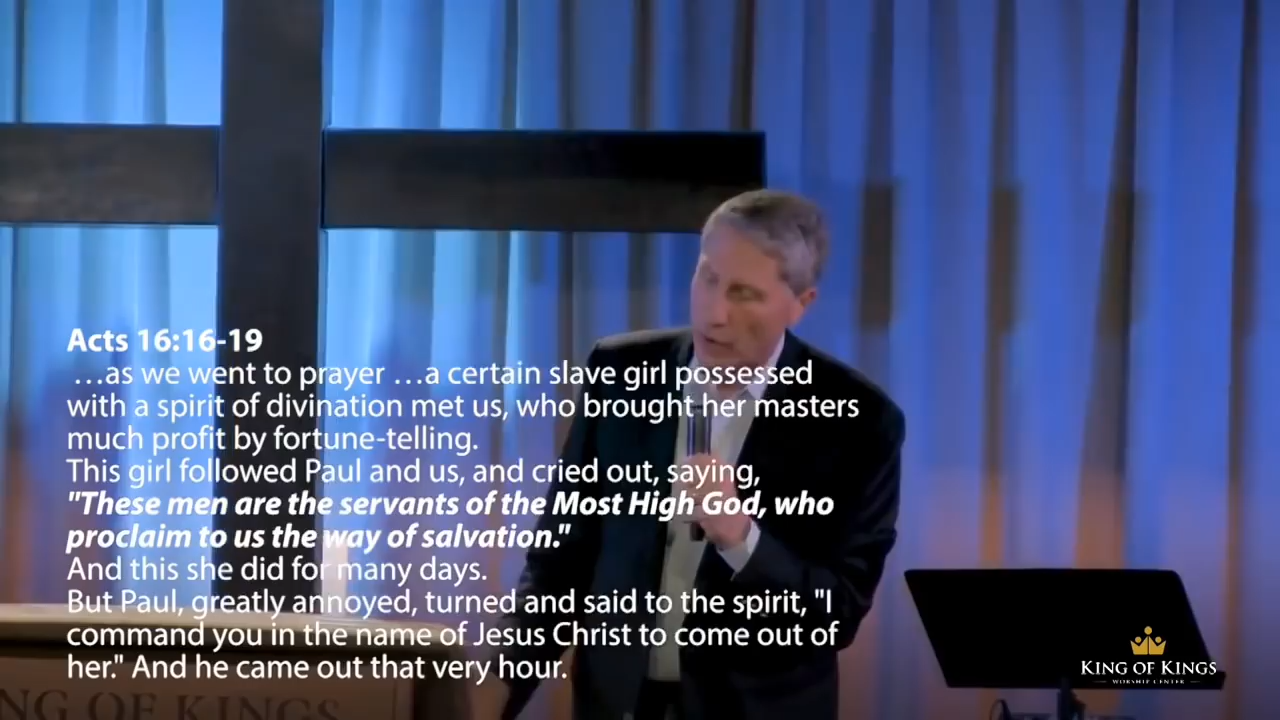 Acts 16:16-19
…as we went to prayer …a certain slave girl possessed
with a spirit of divination met us, who brought her masters
much profit by fortune-telling.
This girl followed Paul and us, and cried out, saying,
"These men are the servants of the Most High God, who
proclaim to us the way of salvation."
And this she did for many days.
But Paul, greatly annoyed, turned and said to the spirit, "I
command you in the name of Jesus Christ to come out of
her." And he came out that very hour.
KING OF KINGS
WORSHIP CENTER
NG OF KINGS